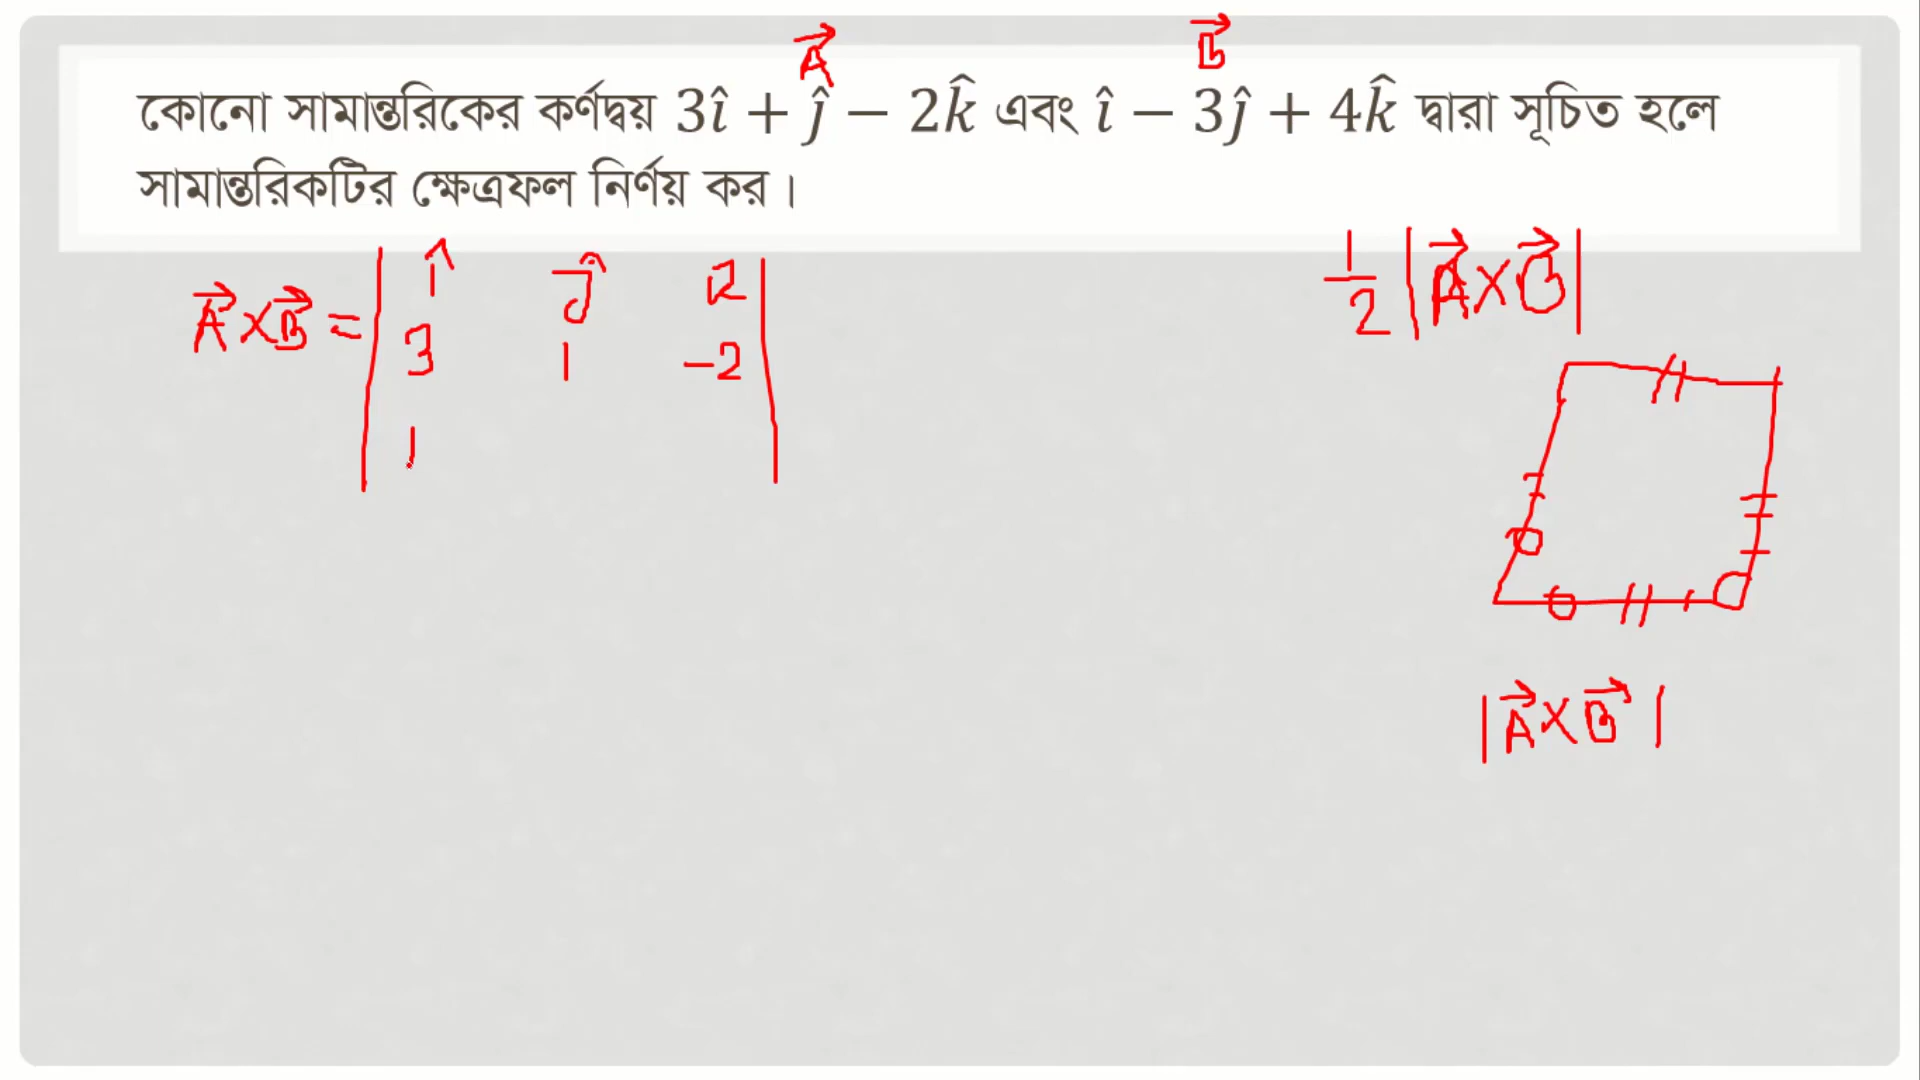 A⃗ B⃗
কোনো সামান্তরিকের কর্ণদ্বয় 3î + ĵ − 2k̂ এবং î − 3ĵ + 4k̂ দ্বারা সূচিত হলে
সামান্তরিকটির ক্ষেত্রফল নির্ণয় কর।
1/2 |A⃗×B⃗|
A⃗×B⃗ = | î ĵ k̂ |
3 1 -2
1
|A⃗×B⃗|